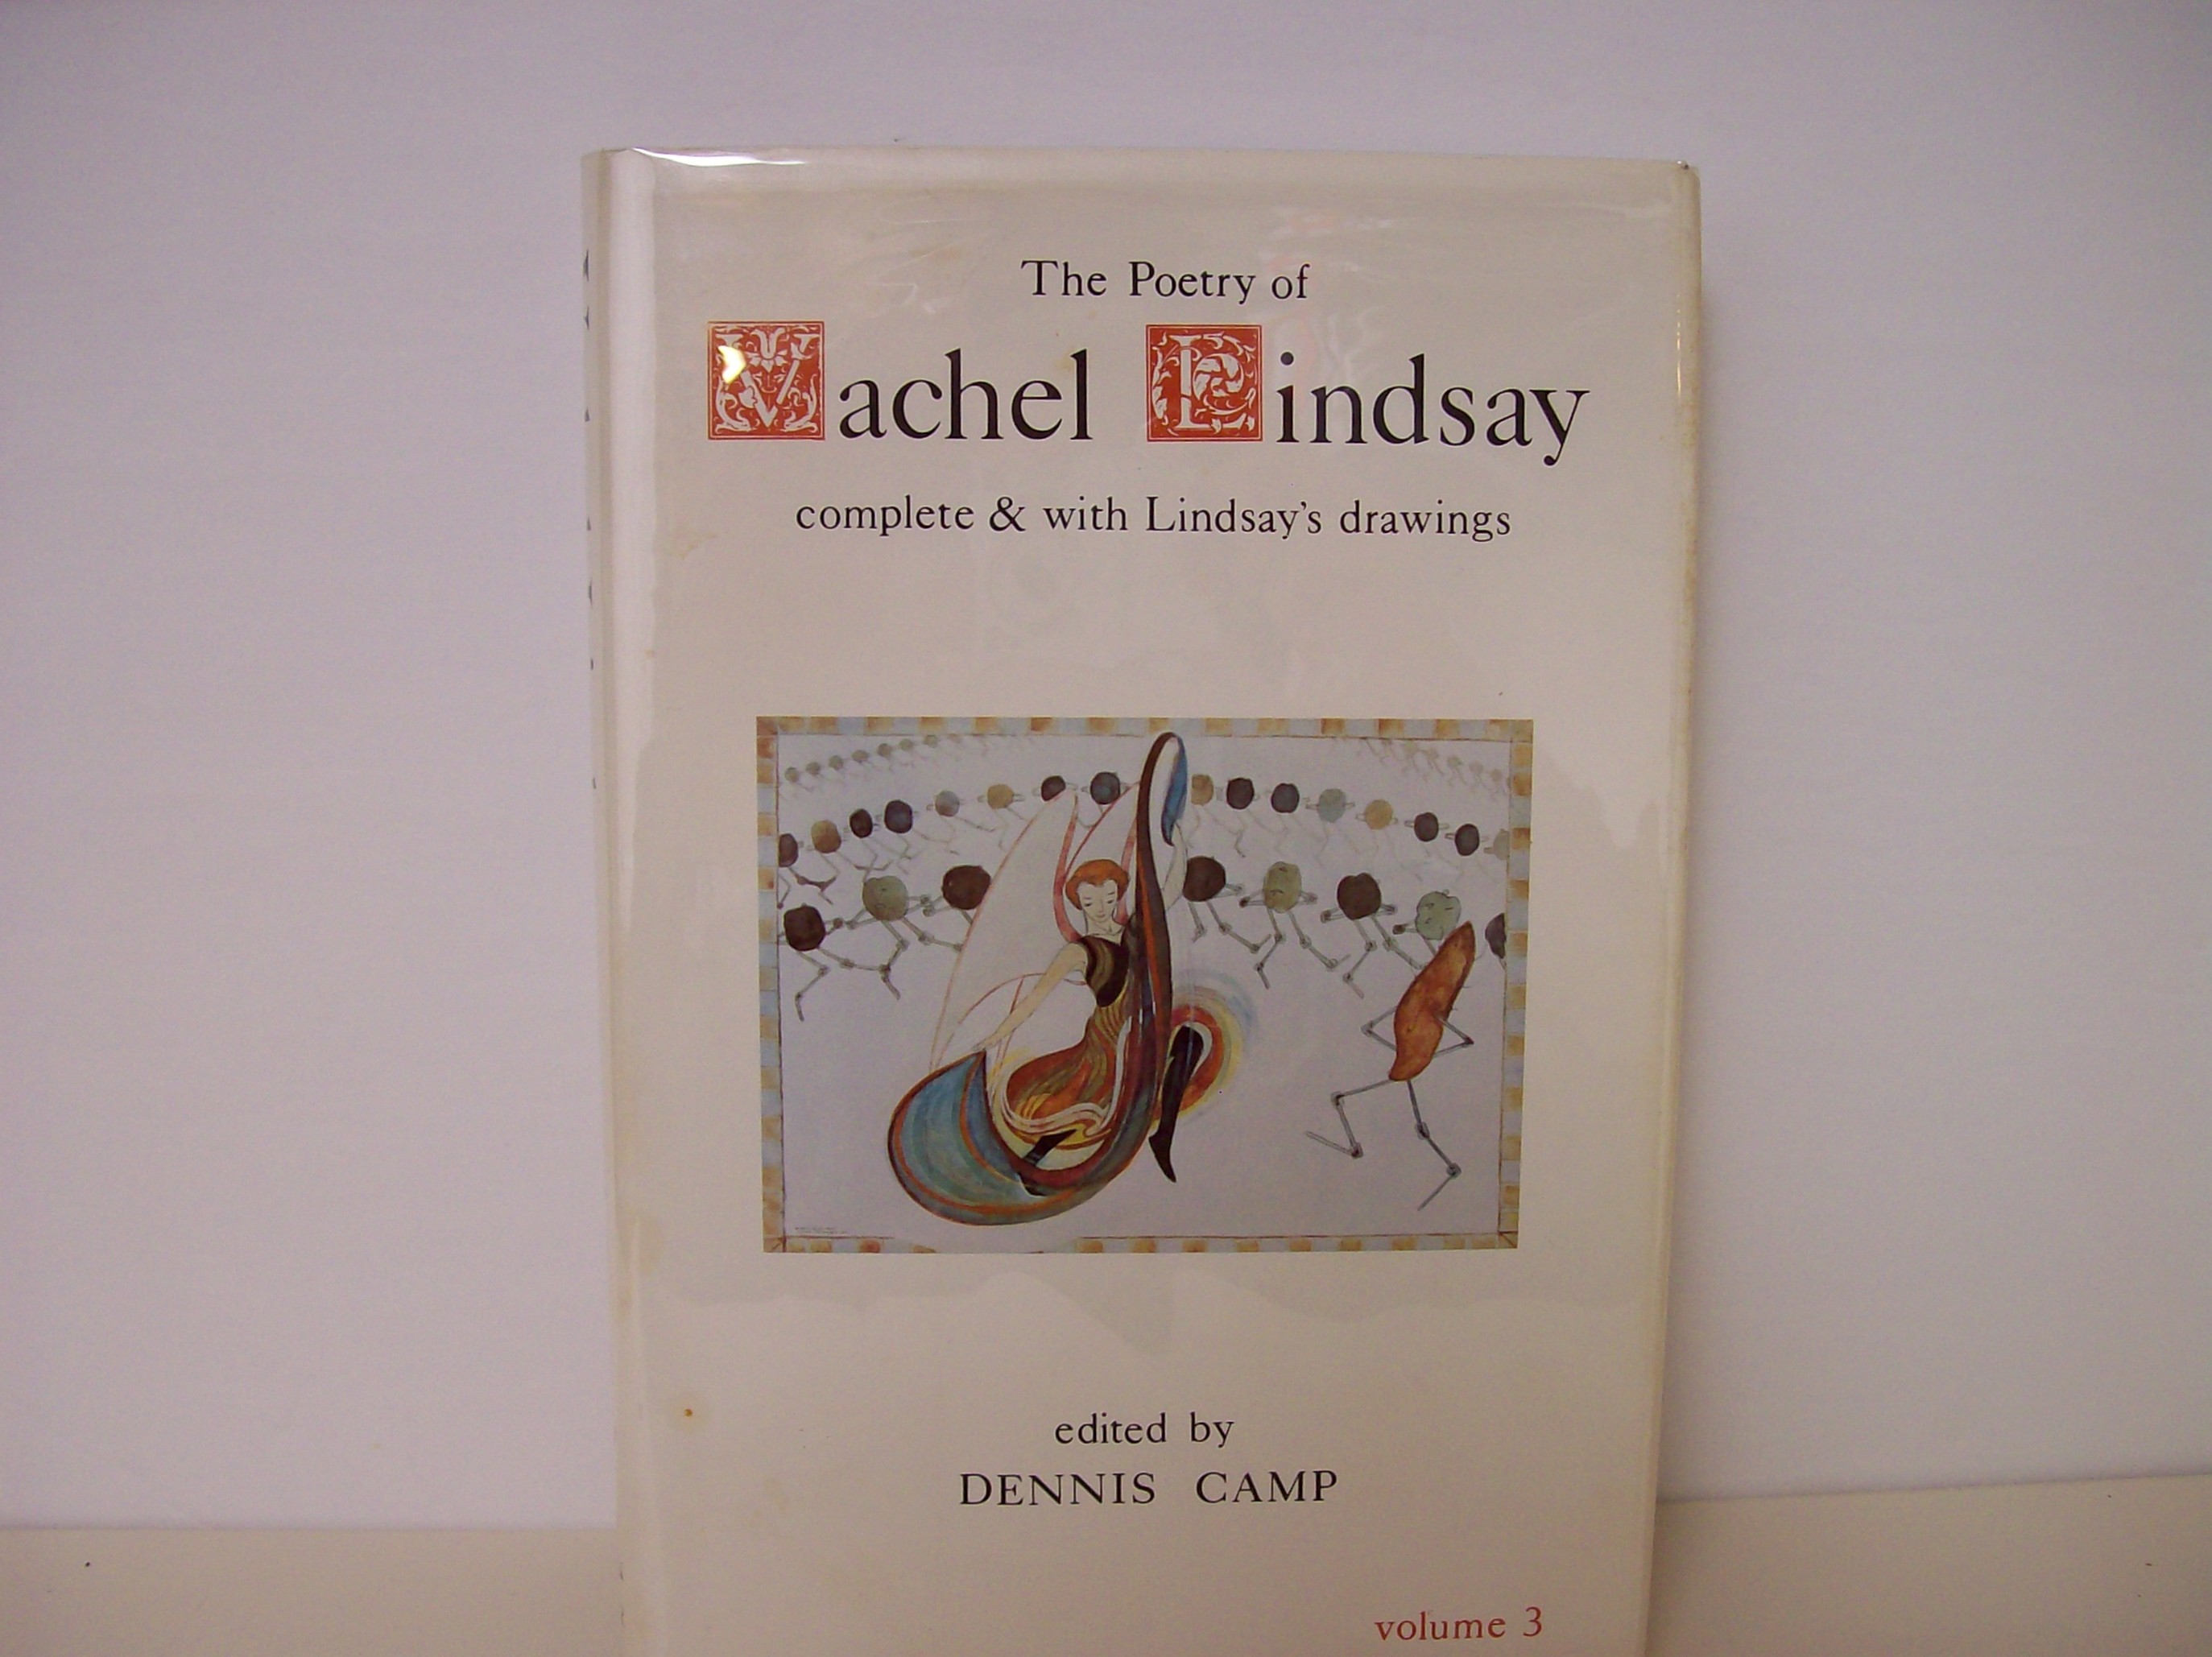 The Poetry of
Vachel Lindsay
complete & with Lindsay's drawings
edited by
DENNIS CAMP
volume 3